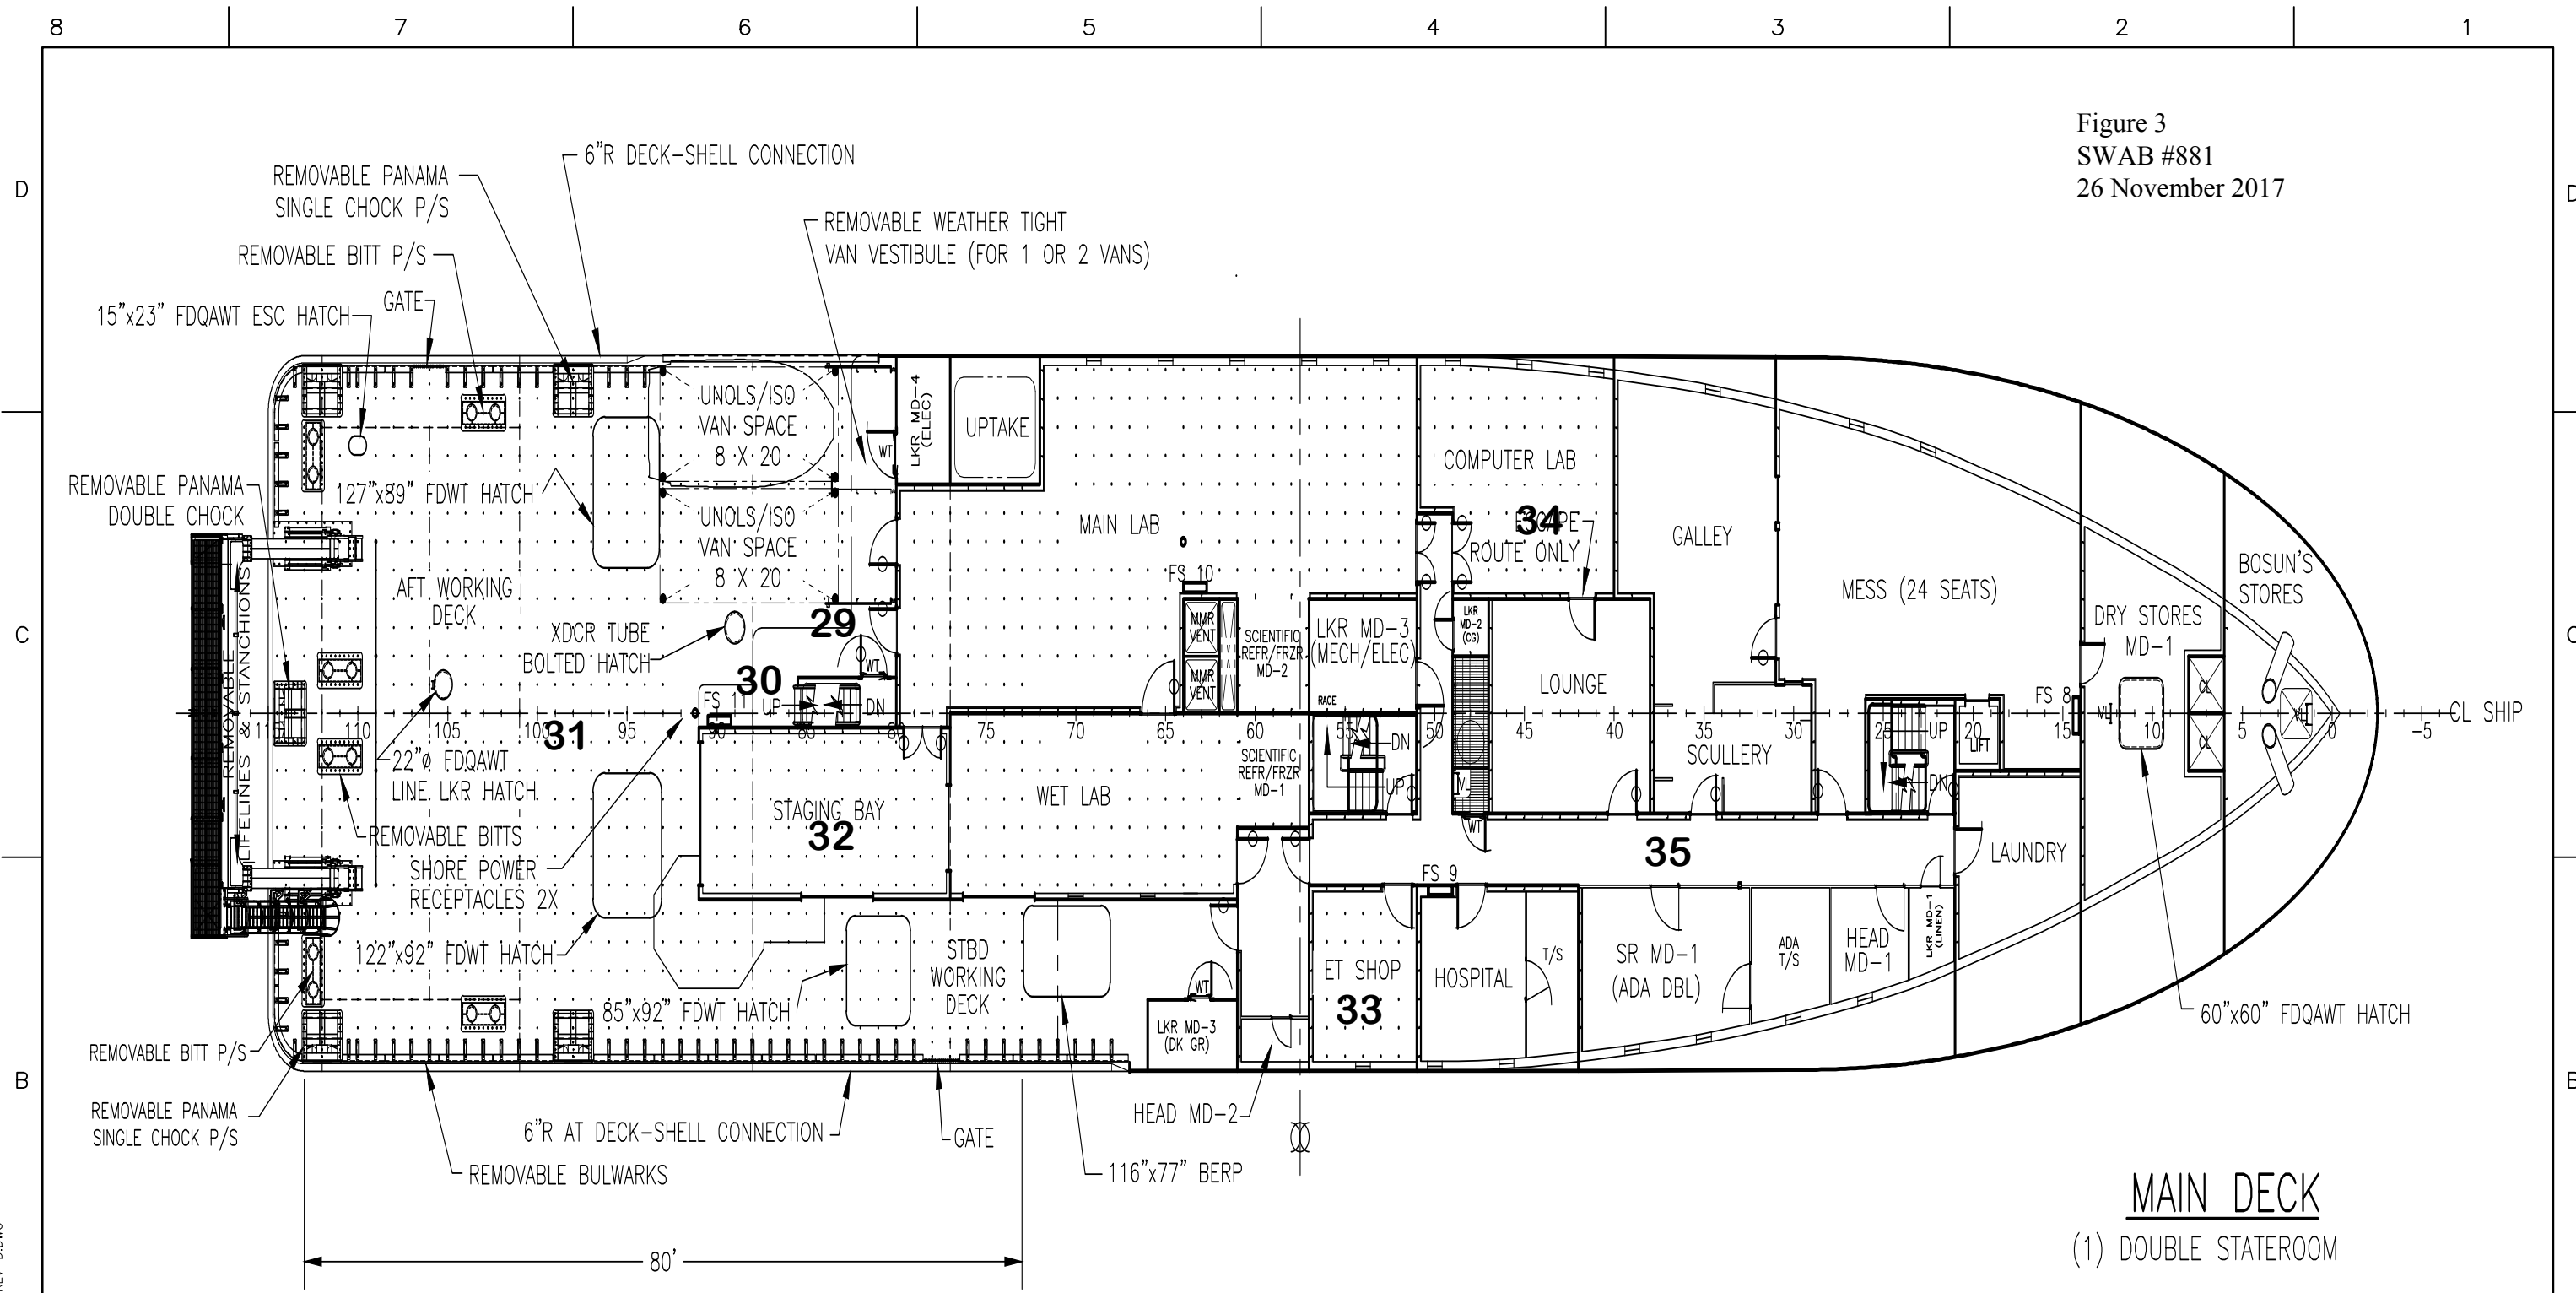 8 7 6 5 4 3 2 1
Figure 3
SWAB #881
26 November 2017
D
D
6"R DECK-SHELL CONNECTION
REMOVABLE PANAMA
SINGLE CHOCK P/S
REMOVABLE WEATHER TIGHT
VAN VESTIBULE (FOR 1 OR 2 VANS)
REMOVABLE BITT P/S
GATE
15"x23" FDQAWT ESC HATCH
UNOLS/ISO
VAN SPACE
8 X 20
LKR MD-4
(ELEC)
UPTAKE
WT
COMPUTER LAB
REMOVABLE PANAMA
DOUBLE CHOCK
127"x89" FDWT HATCH
UNOLS/ISO
VAN SPACE
8 X 20
MAIN LAB
34
ROUTE ONLY
GALLEY
BOSUN'S
STORES
FS 10
AFT WORKING
DECK
MESS (24 SEATS)
XDCR TUBE
BOLTED HATCH
29
WT
MMR
VENT
MMR
VENT
SCIENTIFIC
REFR/FRZR
MD-2
LKR MD-3
(MECH/ELEC)
LKR
MD-2
(CG)
DRY STORES
MD-1
C
C
30
LOUNGE
RACE
FS 8
CL
CL
REMOVABLE
LIFELINES & STANCHIONS
UP
DN
VL
VL
CL SHIP
110 105 100 95 90 85 80 75 70 65 60 55 50 45 40 35 30 25 20 15 10 5 0 -5
31
22"ø FDQAWT
LINE LKR HATCH
SCIENTIFIC
REFR/FRZR
MD-1
DN
UP
VL
SCULLERY
UP
DN
LIFT
STAGING BAY
32
WET LAB
WT
REMOVABLE BITTS
SHORE POWER
RECEPTACLES 2X
FS 9
35
LAUNDRY
122"x92" FDWT HATCH
STBD
WORKING
DECK
WT
ET SHOP
33
HOSPITAL
T/S
SR MD-1
(ADA DBL)
ADA
T/S
HEAD
MD-1
LKR MD-1
(LINEN)
85"x92" FDWT HATCH
LKR MD-3
(DK GR)
60"x60" FDQAWT HATCH
REMOVABLE BITT P/S
B
B
REMOVABLE PANAMA
SINGLE CHOCK P/S
6"R AT DECK-SHELL CONNECTION
GATE
HEAD MD-2
REMOVABLE BULWARKS
116"x77" BERP
MAIN DECK
(1) DOUBLE STATEROOM
80'